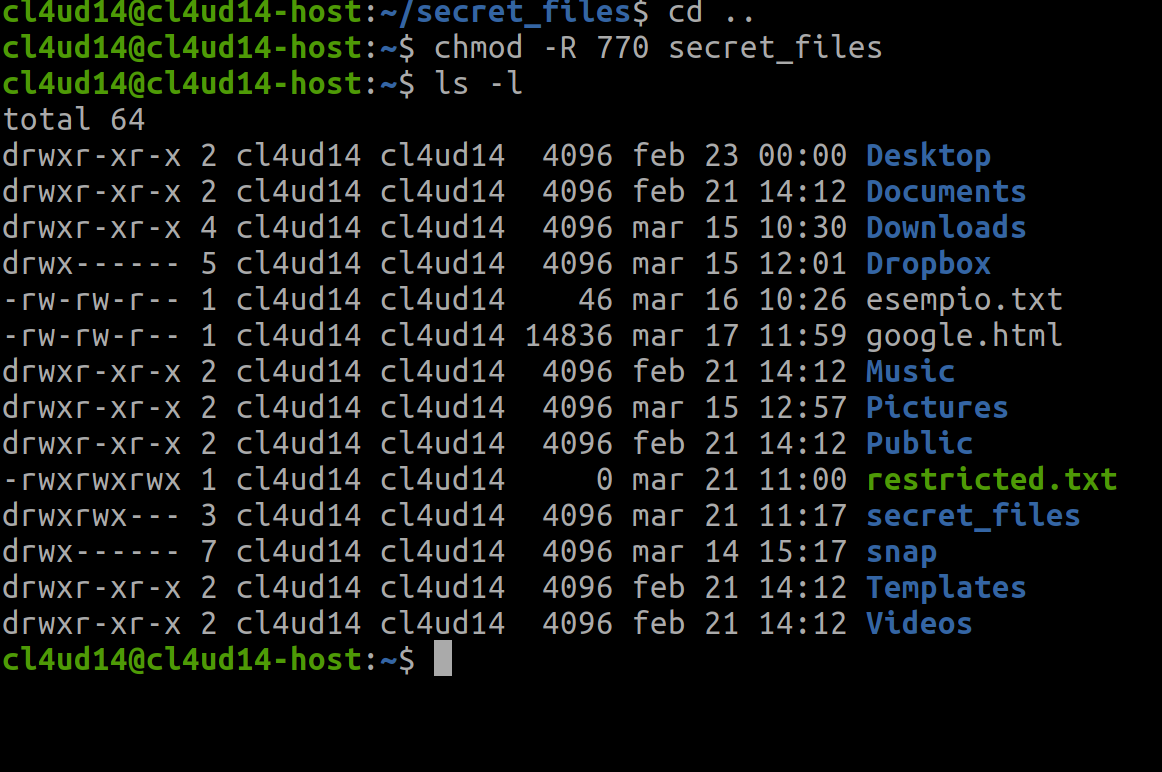 cl4ud14@cl4ud14-host:~/secret_files$ cd ..
cl4ud14@cl4ud14-host:~$ chmod -R 770 secret_files
cl4ud14@cl4ud14-host:~$ ls -l
total 64
drwxr-xr-x 2 cl4ud14 cl4ud14  4096 feb 23 00:00 Desktop
drwxr-xr-x 2 cl4ud14 cl4ud14  4096 feb 21 14:12 Documents
drwxr-xr-x 4 cl4ud14 cl4ud14  4096 mar 15 10:30 Downloads
drwx------ 5 cl4ud14 cl4ud14  4096 mar 15 12:01 Dropbox
-rw-rw-r-- 1 cl4ud14 cl4ud14    46 mar 16 10:26 esempio.txt
-rw-rw-r-- 1 cl4ud14 cl4ud14 14836 mar 17 11:59 google.html
drwxr-xr-x 2 cl4ud14 cl4ud14  4096 feb 21 14:12 Music
drwxr-xr-x 2 cl4ud14 cl4ud14  4096 mar 15 12:57 Pictures
drwxr-xr-x 2 cl4ud14 cl4ud14  4096 feb 21 14:12 Public
-rwxrwxrwx 1 cl4ud14 cl4ud14     0 mar 21 11:00 restricted.txt
drwxrwx--- 3 cl4ud14 cl4ud14  4096 mar 21 11:17 secret_files
drwx------ 7 cl4ud14 cl4ud14  4096 mar 14 15:17 snap
drwxr-xr-x 2 cl4ud14 cl4ud14  4096 feb 21 14:12 Templates
drwxr-xr-x 2 cl4ud14 cl4ud14  4096 feb 21 14:12 Videos
cl4ud14@cl4ud14-host:~$